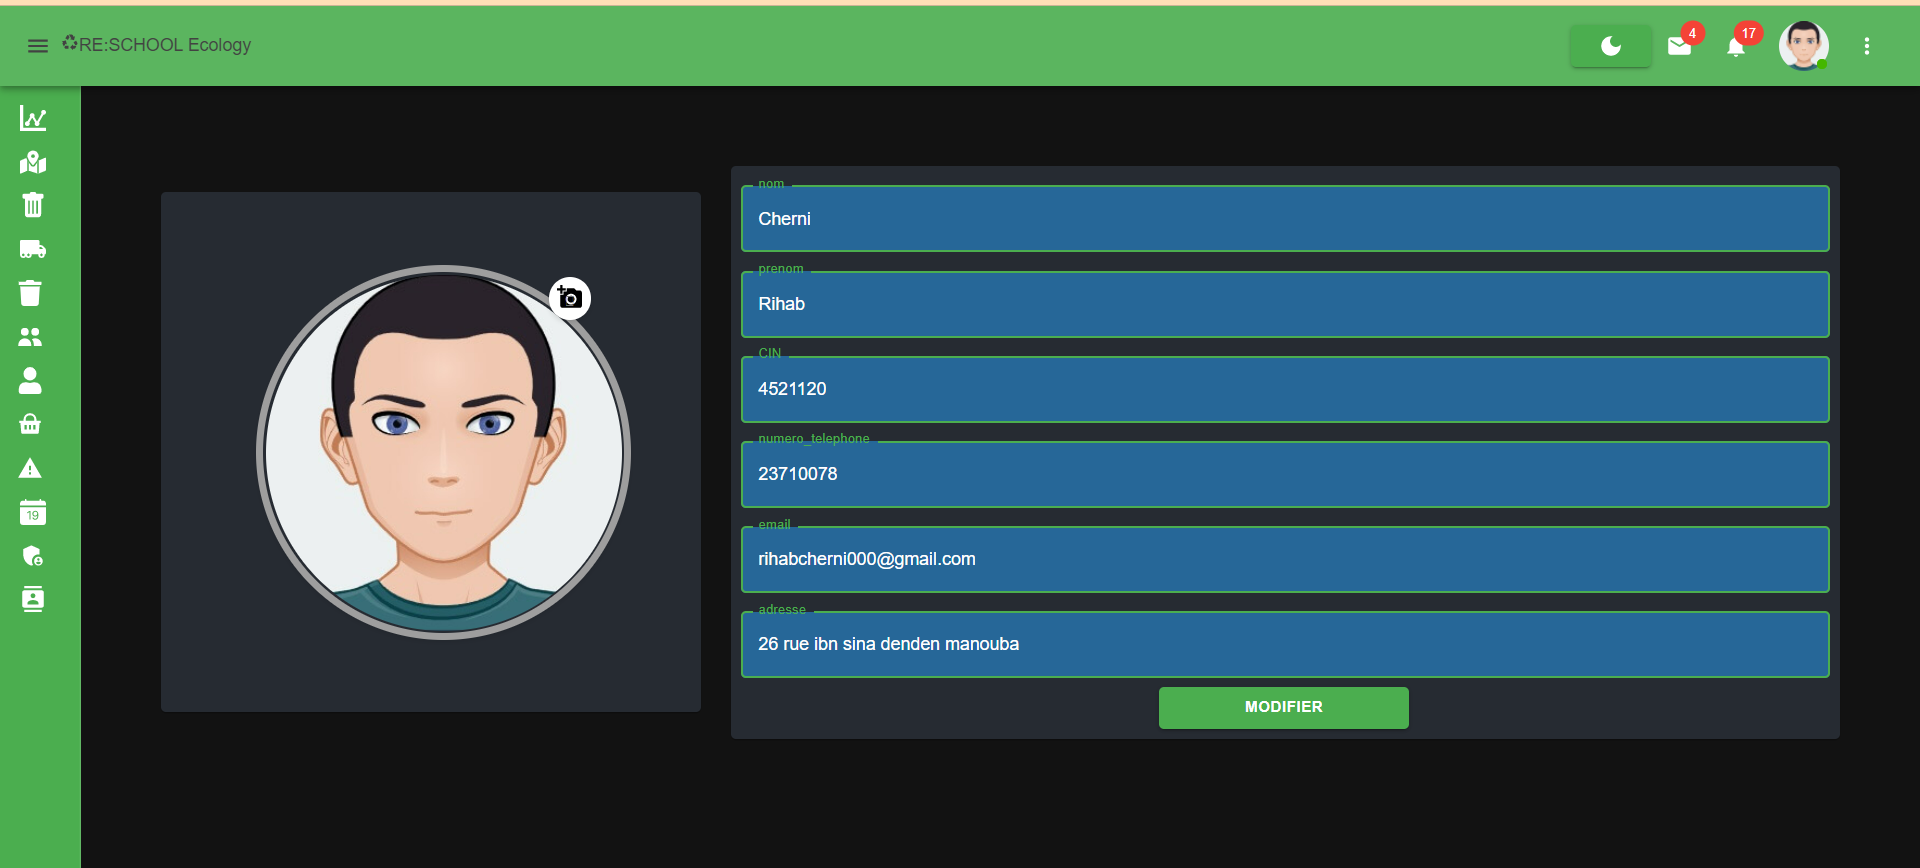 RE:SCHOOL Ecology
4
17
19
nom
Cherni
prenom
Rihab
CIN
4521120
numero_telephone
23710078
email
rihabcherni000@gmail.com
adresse
26 rue ibn sina denden manouba
MODIFIER